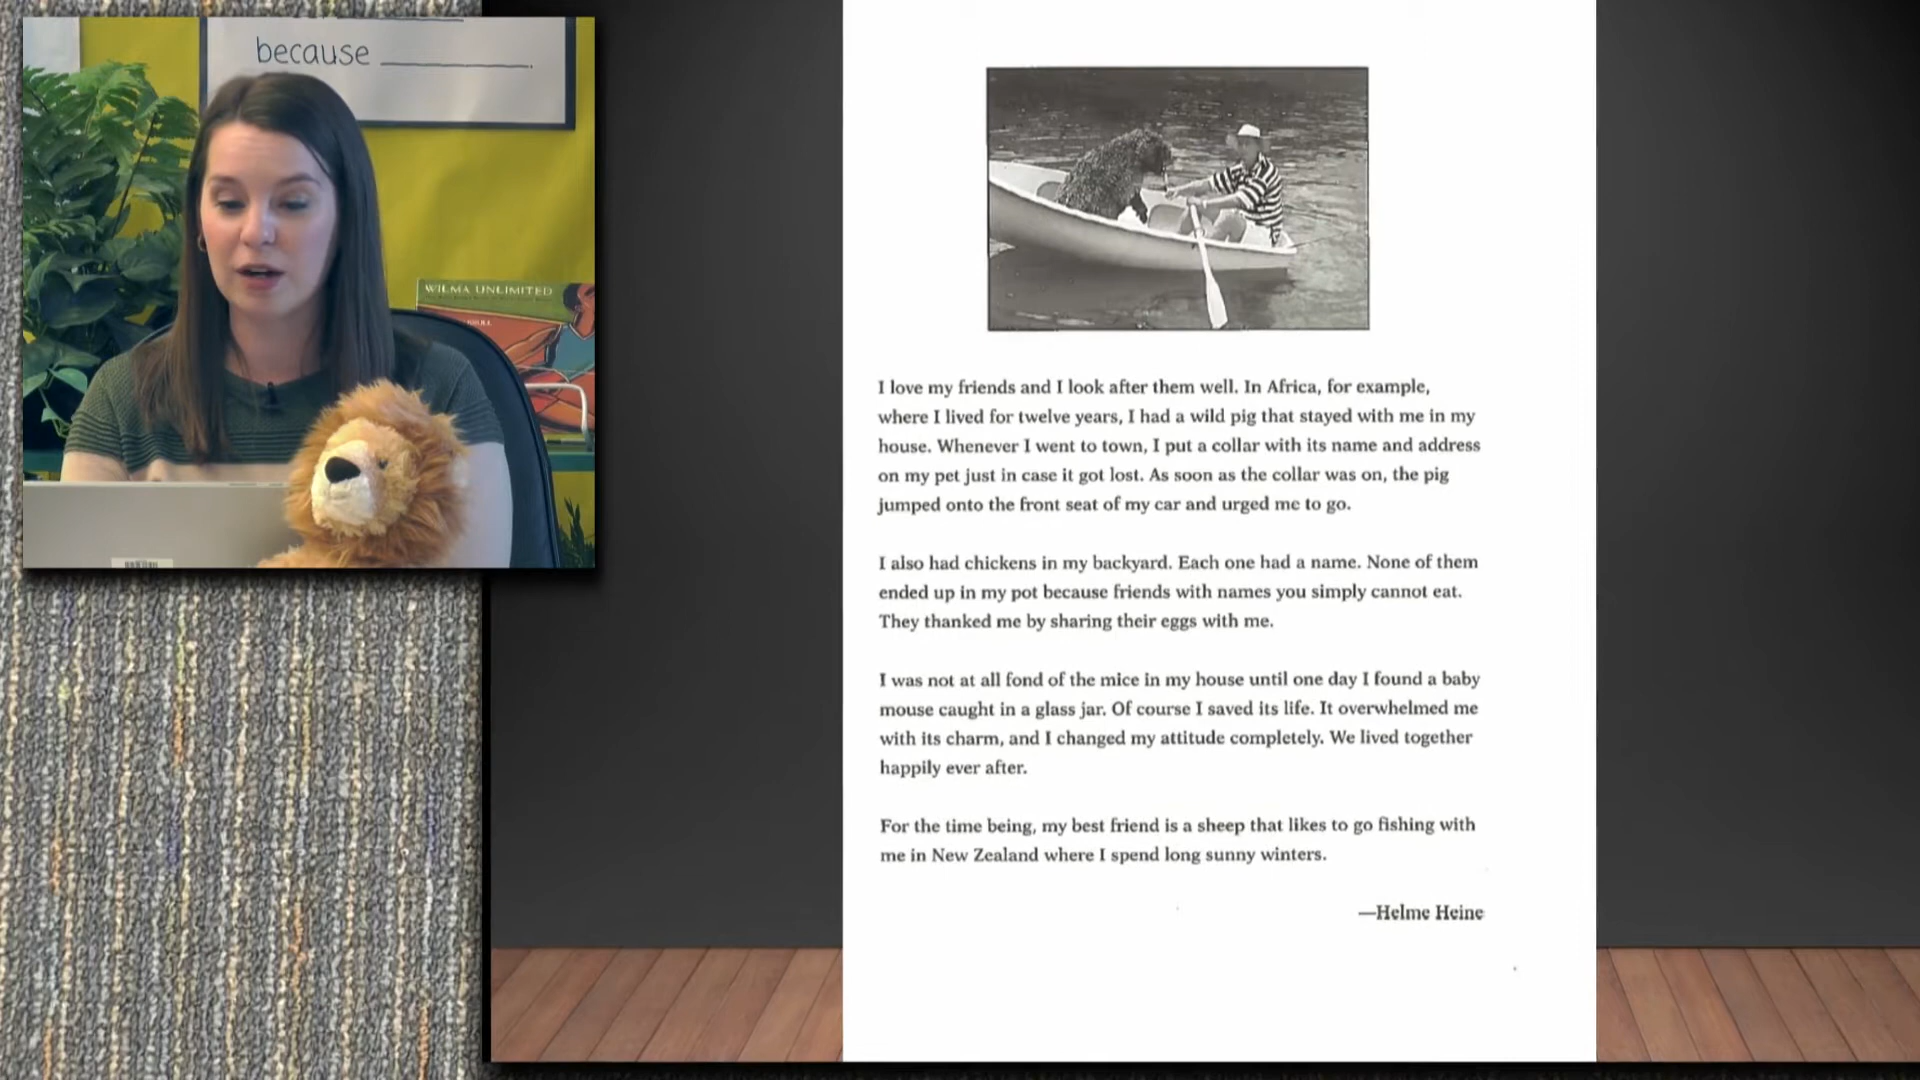 because ____________.
WILMA UNLIMITED
I love my friends and I look after them well. In Africa, for example,
where I lived for twelve years, I had a wild pig that stayed with me in my
house. Whenever I went to town, I put a collar with its name and address
on my pet just in case it got lost. As soon as the collar was on, the pig
jumped onto the front seat of my car and urged me to go.
I also had chickens in my backyard. Each one had a name. None of them
ended up in my pot because friends with names you simply cannot eat.
They thanked me by sharing their eggs with me.
I was not at all fond of the mice in my house until one day I found a baby
mouse caught in a glass jar. Of course I saved its life. It overwhelmed me
with its charm, and I changed my attitude completely. We lived together
happily ever after.
For the time being, my best friend is a sheep that likes to go fishing with
me in New Zealand where I spend long sunny winters.
—Helme Heine